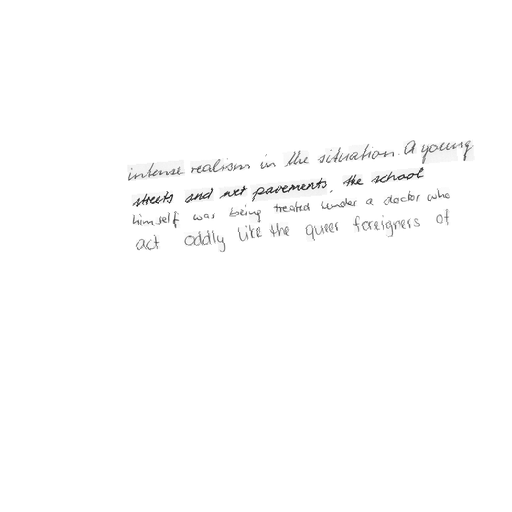 intense realism in the situation. A young
streets and wet pavements, the school
himself was being treated under a doctor who
act oddly like the queer foreigners of